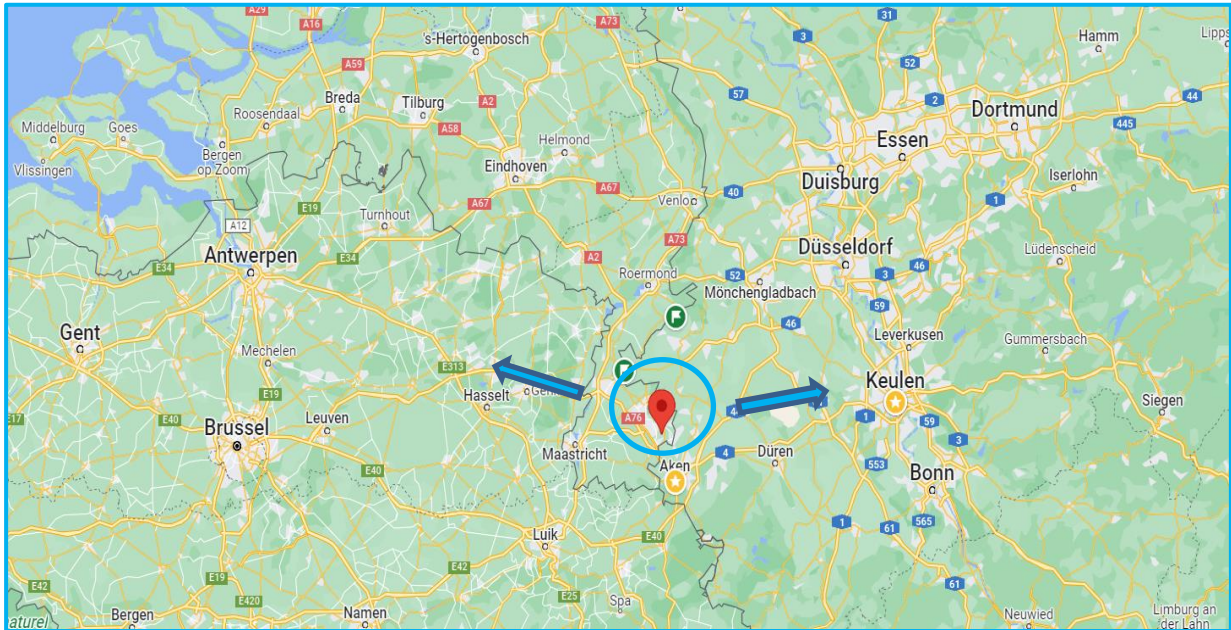 A29
A16
A73
31
Hamm
Lipps
's-Hertogenbosch
3
52
A59
A2
57
2
Dortmund
44
Breda
Tilburg
Roosendaal
A58
445
Middelburg
Goes
Helmond
Essen
Vlissingen
Bergen
op Zoom
Eindhoven
Duisburg
Iserlohn
A67
40
1
E19
Venlo
A12
Turnhout
A67
A73
Antwerpen
A2
Düsseldorf
46
Lüdenscheid
E34
E34
Roermond
52
3
Mönchengladbach
59
Gent
46
Leverkusen
Gummersbach
Mechelen
E313
Keulen
Hasselt
E19
Siegen
E17
E40
Leuven
A76
1
59
Brussel
3
Maastricht
Aken
4
Düren
553
Bonn
E40
1
61
565
Luik
E40
E42
61
E42
E19
E420
E25
Spa
Bergen
Namen
Neuwied
Limburg an
der Lahn